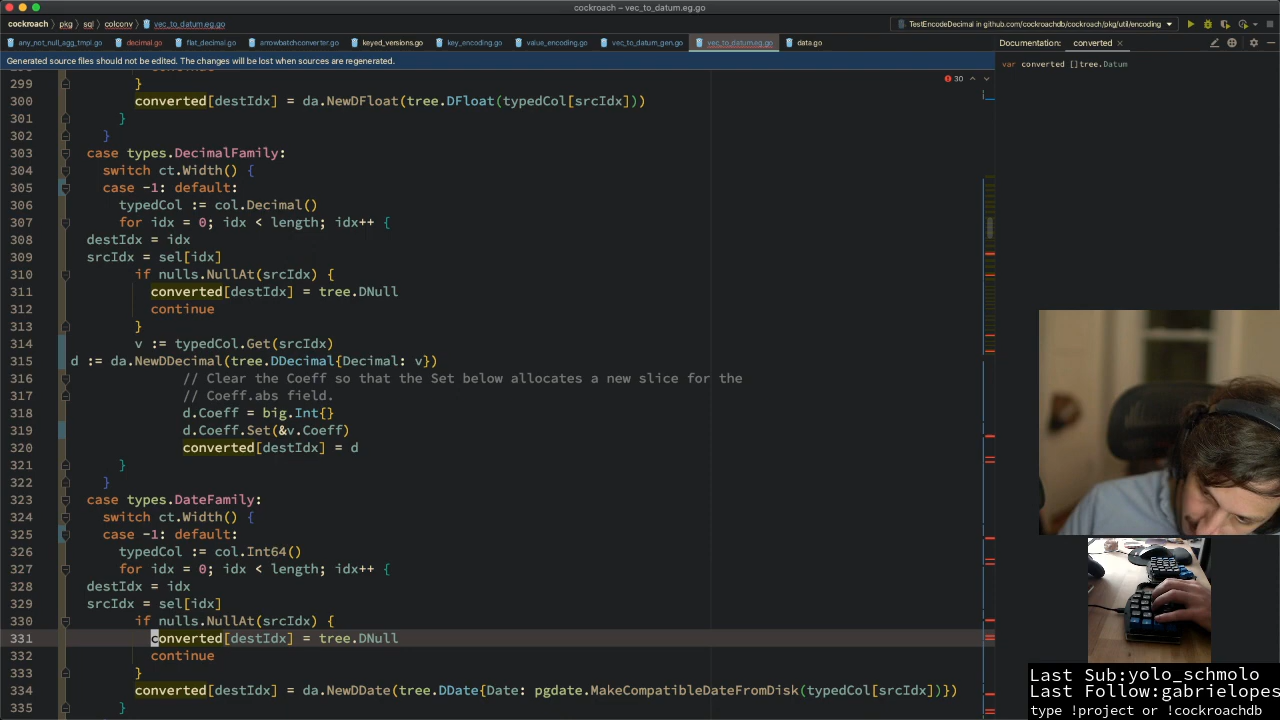 cockroach – vec_to_datum.eg.go
cockroach pkg sql colconv vec_to_datum.eg.go
TestEncodeDecimal in github.com/cockroachdb/cockroach/pkg/util/encoding
any_not_null_agg_tmpl.go decimal.go flat_decimal.go arrowbatchconverter.go keyed_versions.go key_encoding.go value_encoding.go vec_to_datum_gen.go vec_to_datum.eg.go data.go
Documentation: converted
Generated source files should not be edited. The changes will be lost when sources are regenerated.
var converted []tree.Datum
30
299 }
300 converted[destIdx] = da.NewDFloat(tree.DFloat(typedCol[srcIdx]))
301 }
302 }
303 case types.DecimalFamily:
304 switch ct.Width() {
305 case -1: default:
306 typedCol := col.Decimal()
307 for idx = 0; idx < length; idx++ {
308 destIdx = idx
309 srcIdx = sel[idx]
310 if nulls.NullAt(srcIdx) {
311 converted[destIdx] = tree.DNull
312 continue
313 }
314 v := typedCol.Get(srcIdx)
315 d := da.NewDDecimal(tree.DDecimal{Decimal: v})
316 // Clear the Coeff so that the Set below allocates a new slice for the
317 // Coeff.abs field.
318 d.Coeff = big.Int{}
319 d.Coeff.Set(&v.Coeff)
320 converted[destIdx] = d
321 }
322 }
323 case types.DateFamily:
324 switch ct.Width() {
325 case -1: default:
326 typedCol := col.Int64()
327 for idx = 0; idx < length; idx++ {
328 destIdx = idx
329 srcIdx = sel[idx]
330 if nulls.NullAt(srcIdx) {
331 converted[destIdx] = tree.DNull
332 continue
333 }
334 converted[destIdx] = da.NewDDate(tree.DDate{Date: pgdate.MakeCompatibleDateFromDisk(typedCol[srcIdx])})
335 }
Last Sub:yolo_schmolo
Last Follow:gabrielopes
type !project or !cockroachdb